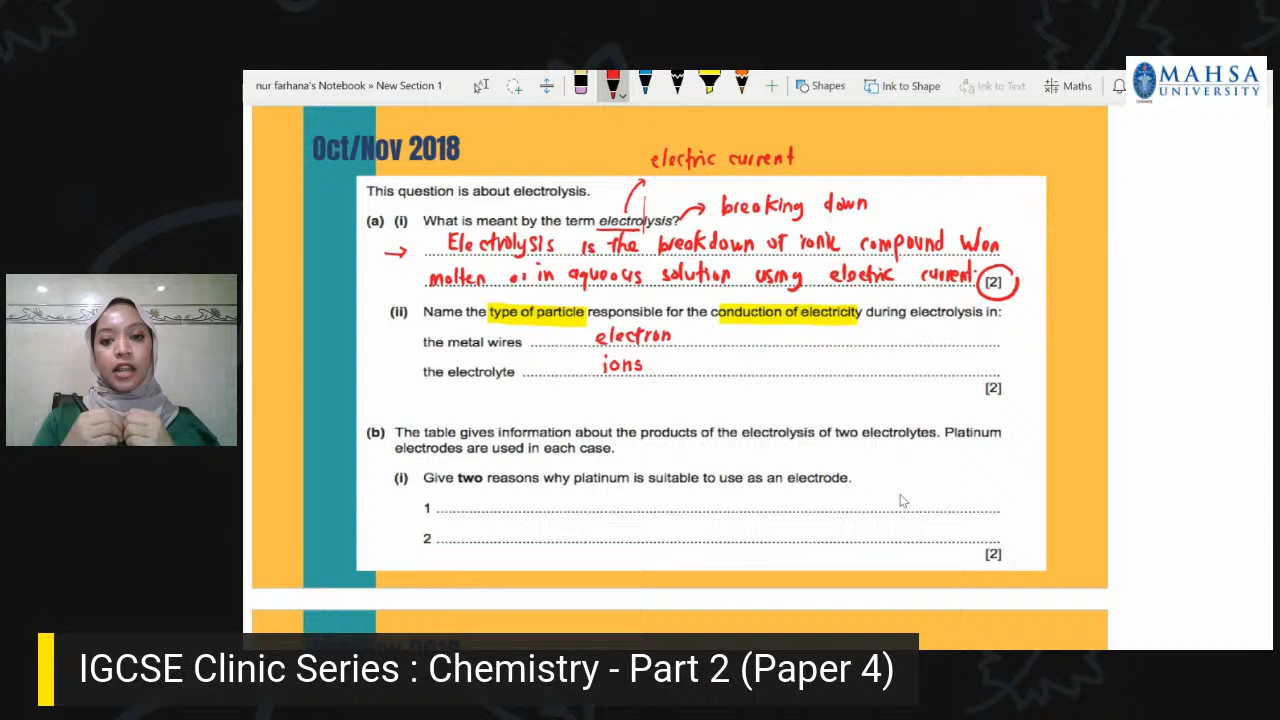 nur farhana's Notebook » New Section 1
Shapes
Ink to Shape
Ink to Text
Maths
MAHSA
UNIVERSITY
Oct/Nov 2018
electric current
This question is about electrolysis.
breaking down
(a) (i) What is meant by the term electrolysis?
Electrolysis is the breakdown of ionic compound when
molten or in aqueous solution using electric current.
[2]
(ii) Name the type of particle responsible for the conduction of electricity during electrolysis in:
the metal wires electron
the electrolyte ions
[2]
(b) The table gives information about the products of the electrolysis of two electrolytes. Platinum
electrodes are used in each case.
(i) Give two reasons why platinum is suitable to use as an electrode.
1
2
[2]
IGCSE Clinic Series : Chemistry - Part 2 (Paper 4)